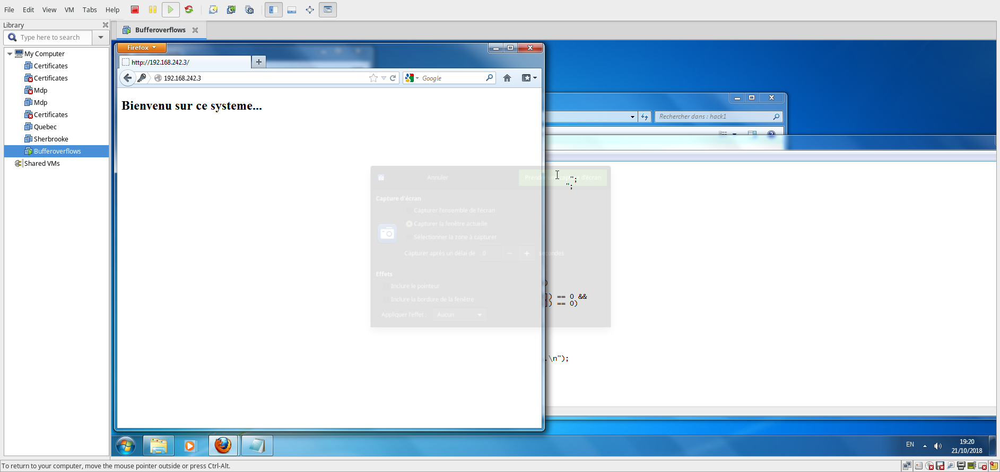 File Edit View VM Tabs Help
Library
Type here to search
My Computer
Certificates
Certificates
Mdp
Mdp
Certificates
Quebec
Sherbrooke
Bufferoverflows
Shared VMs
Bufferoverflows
Firefox
http://192.168.242.3/
192.168.242.3
Google
Bienvenu sur ce systeme...
Rechercher dans : hack1
";
";
Annuler
Prendre une capture d'écran
Capture d'écran
Capturer l'ensemble de l'écran
Capturer la fenêtre actuelle
Sélectionner la zone à capturer
Capturer après un délai de 0 − + secondes
Effets
Inclure le pointeur
Inclure la bordure de la fenêtre
Appliquer l'effet : Aucun
)
]) == 0 &&
]) == 0)
.\n");
EN
19:20
21/10/2018
To return to your computer, move the mouse pointer outside or press Ctrl-Alt.